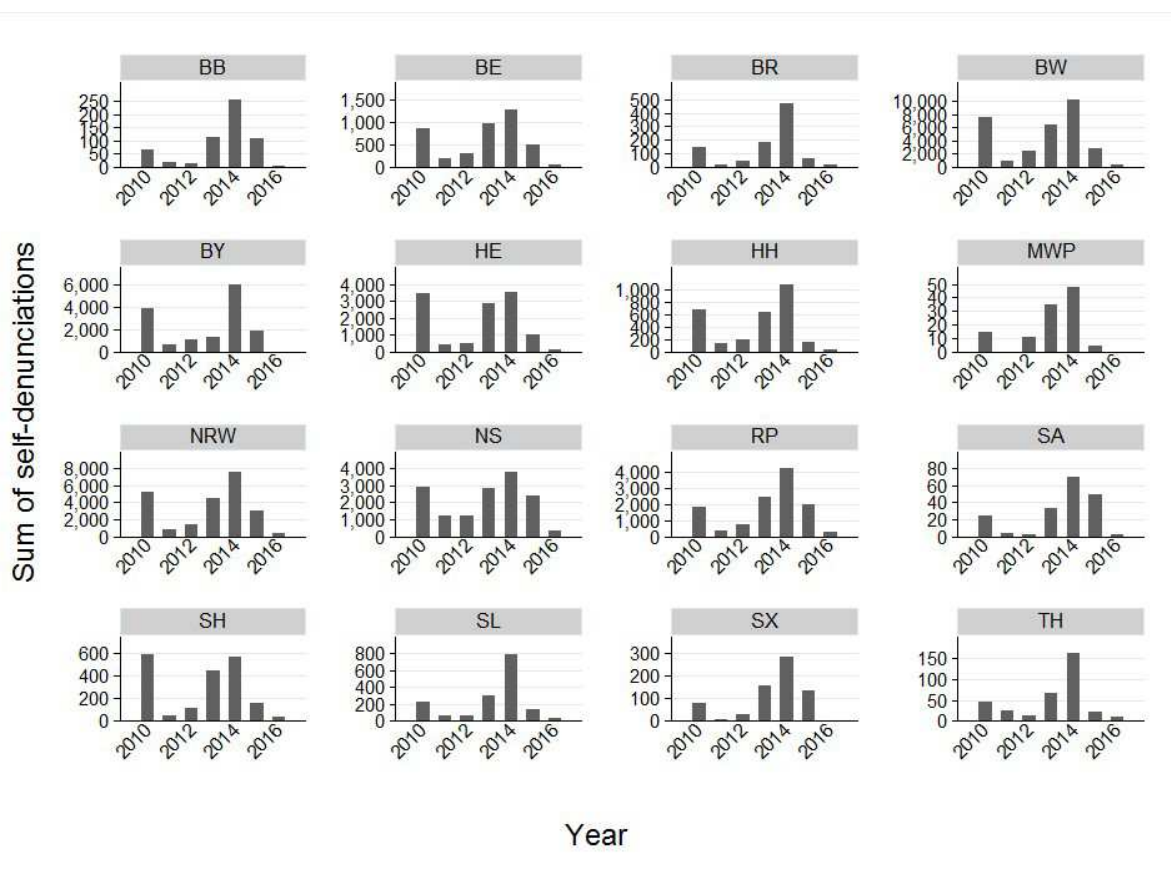 Sum of self-denunciations
BB
250
200
150
100
50
0
2010 2012 2014 2016
BE
1,500
1,000
500
0
2010 2012 2014 2016
BR
500
400
300
200
100
0
2010 2012 2014 2016
BW
10,000
8,000
6,000
4,000
2,000
0
2010 2012 2014 2016
BY
6,000
4,000
2,000
0
2010 2012 2014 2016
HE
4,000
3,000
2,000
1,000
0
2010 2012 2014 2016
HH
1,000
800
600
400
200
0
2010 2012 2014 2016
MWP
50
40
30
20
10
0
2010 2012 2014 2016
NRW
8,000
6,000
4,000
2,000
0
2010 2012 2014 2016
NS
4,000
3,000
2,000
1,000
0
2010 2012 2014 2016
RP
4,000
3,000
2,000
1,000
0
2010 2012 2014 2016
SA
80
60
40
20
0
2010 2012 2014 2016
SH
600
400
200
0
2010 2012 2014 2016
SL
800
600
400
200
0
2010 2012 2014 2016
SX
300
200
100
0
2010 2012 2014 2016
TH
150
100
50
0
2010 2012 2014 2016
Year